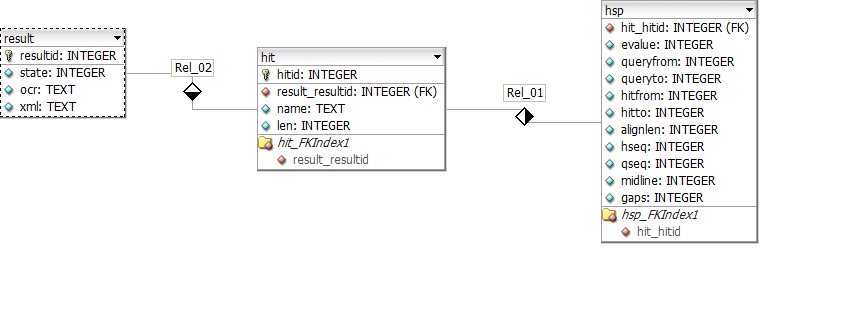 result
resultid: INTEGER
state: INTEGER
ocr: TEXT
xml: TEXT
Rel_02
hit
hitid: INTEGER
result_resultid: INTEGER (FK)
name: TEXT
len: INTEGER
hit_FKIndex1
result_resultid
Rel_01
hsp
hit_hitid: INTEGER (FK)
evalue: INTEGER
queryfrom: INTEGER
queryto: INTEGER
hitfrom: INTEGER
hitto: INTEGER
alignlen: INTEGER
hseq: INTEGER
qseq: INTEGER
midline: INTEGER
gaps: INTEGER
hsp_FKIndex1
hit_hitid